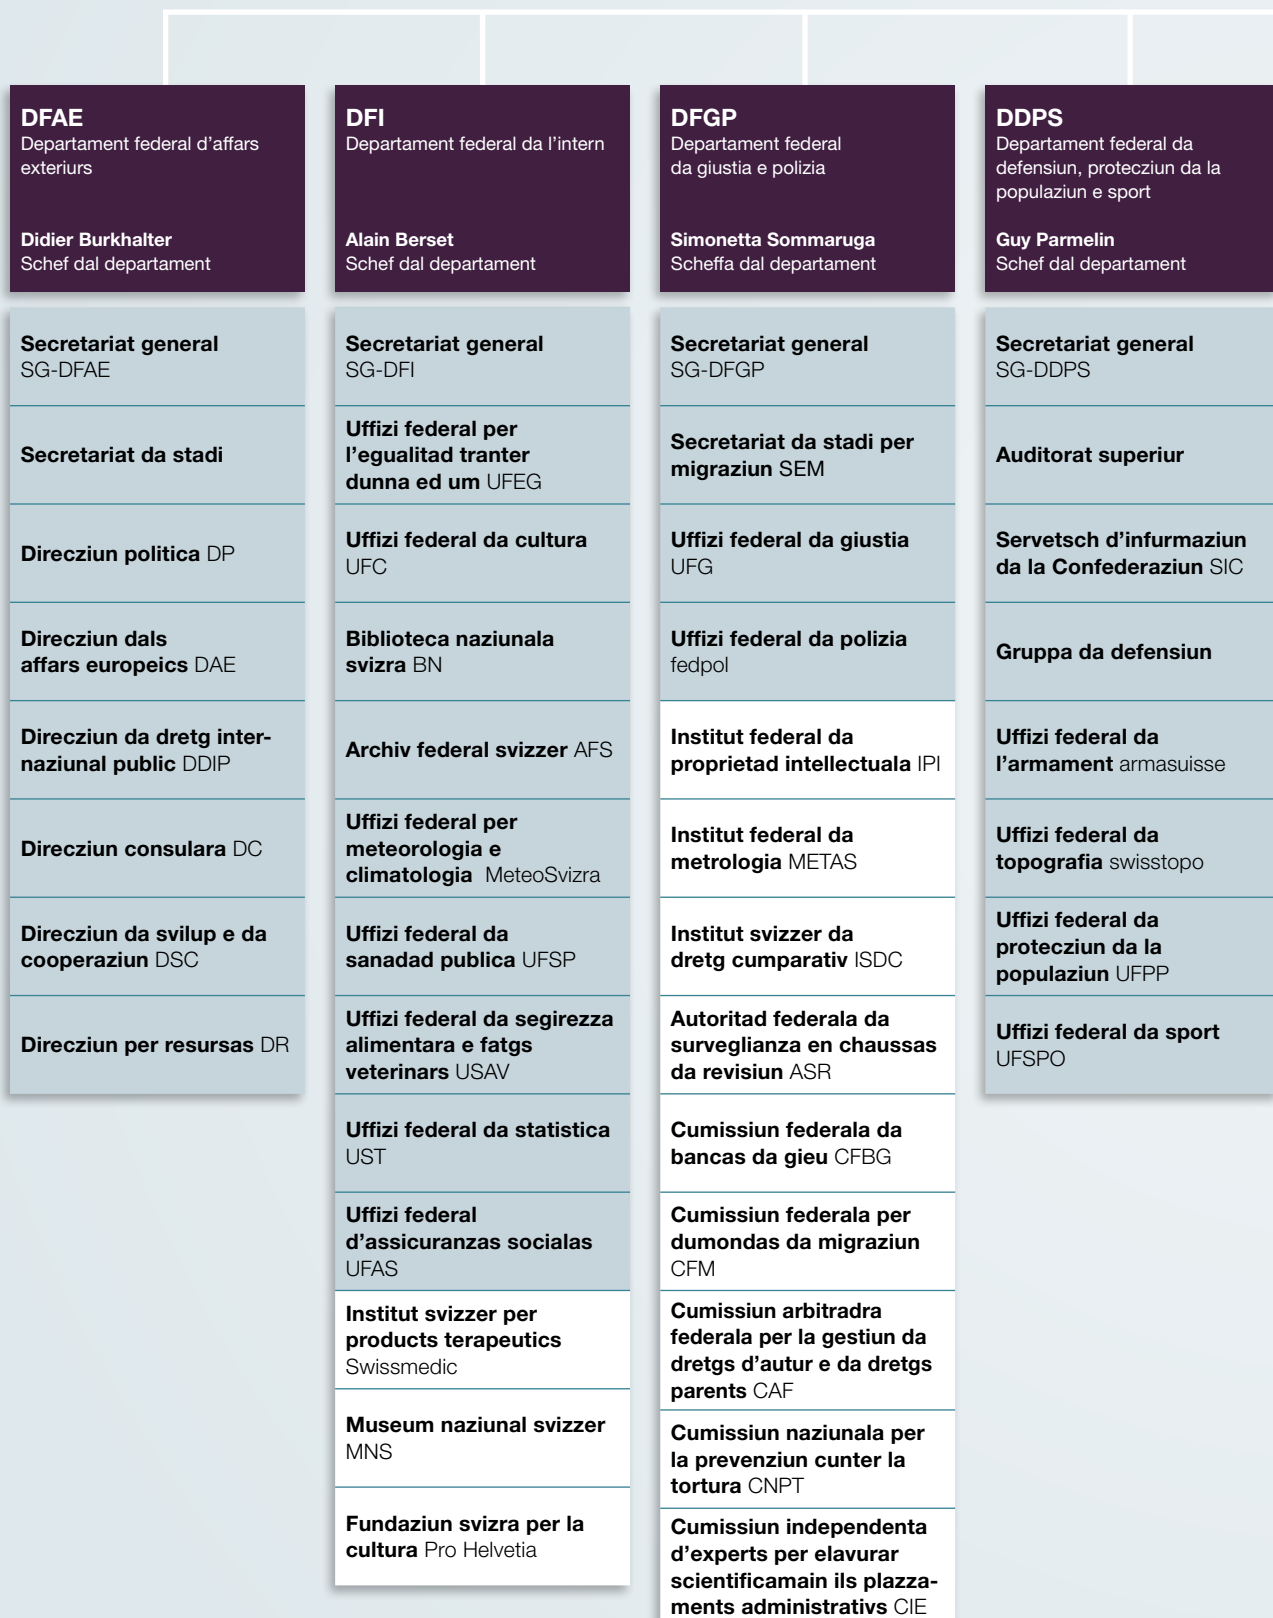 DFAE
Departament federal d’affars
exteriurs
Didier Burkhalter
Schef dal departament
Secretariat general
SG-DFAE
Secretariat da stadi
Direcziun politica DP
Direcziun dals
affars europeics DAE
Direcziun da dretg inter-
naziunal public DDIP
Direcziun consulara DC
Direcziun da svilup e da
cooperaziun DSC
Direcziun per resursas DR
DFI
Departament federal da l’intern
Alain Berset
Schef dal departament
Secretariat general
SG-DFI
Uffizi federal per
l’egualitad tranter
dunna ed um UFEG
Uffizi federal da cultura
UFC
Biblioteca naziunala
svizra BN
Archiv federal svizzer AFS
Uffizi federal per
meteorologia e
climatologia MeteoSvizra
Uffizi federal da
sanadad publica UFSP
Uffizi federal da segirezza
alimentara e fatgs
veterinars USAV
Uffizi federal da statistica
UST
Uffizi federal
d’assicuranzas socialas
UFAS
Institut svizzer per
products terapeutics
Swissmedic
Museum naziunal svizzer
MNS
Fundaziun svizra per la
cultura Pro Helvetia
DFGP
Departament federal
da giustia e polizia
Simonetta Sommaruga
Scheffa dal departament
Secretariat general
SG-DFGP
Secretariat da stadi per
migraziun SEM
Uffizi federal da giustia
UFG
Uffizi federal da polizia
fedpol
Institut federal da
proprietad intellectuala IPI
Institut federal da
metrologia METAS
Institut svizzer da
dretg cumparativ ISDC
Autoritad federala da
surveglianza en chaussas
da revisiun ASR
Cumissiun federala da
bancas da gieu CFBG
Cumissiun federala per
dumondas da migraziun
CFM
Cumissiun arbitradra
federala per la gestiun da
dretgs d’autur e da dretgs
parents CAF
Cumissiun naziunala per
la prevenziun cunter la
tortura CNPT
Cumissiun independenta
d’experts per elavurar
scientificamain ils plazza-
ments administrativs CIE
DDPS
Departament federal da
defensiun, protecziun da la
populaziun e sport
Guy Parmelin
Schef dal departament
Secretariat general
SG-DDPS
Auditorat superiur
Servetsch d’infurmaziun
da la Confederaziun SIC
Gruppa da defensiun
Uffizi federal da
l’armament armasuisse
Uffizi federal da
topografia swisstopo
Uffizi federal da
protecziun da la
populaziun UFPP
Uffizi federal da sport
UFSPO